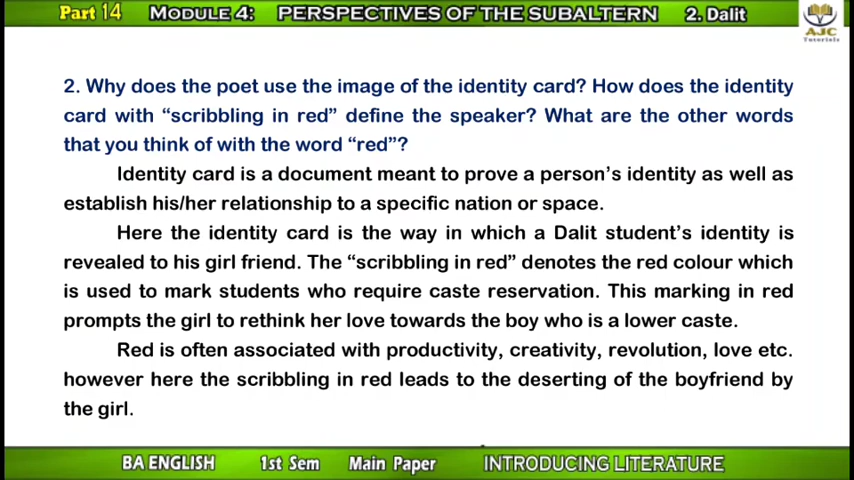 Part 14 MODULE 4: PERSPECTIVES OF THE SUBALTERN 2. Dalit
AJC
Tutorials
2. Why does the poet use the image of the identity card? How does the identity
card with “scribbling in red” define the speaker? What are the other words
that you think of with the word “red”?
Identity card is a document meant to prove a person’s identity as well as
establish his/her relationship to a specific nation or space.
Here the identity card is the way in which a Dalit student’s identity is
revealed to his girl friend. The “scribbling in red” denotes the red colour which
is used to mark students who require caste reservation. This marking in red
prompts the girl to rethink her love towards the boy who is a lower caste.
Red is often associated with productivity, creativity, revolution, love etc.
however here the scribbling in red leads to the deserting of the boyfriend by
the girl.
BA ENGLISH 1st Sem Main Paper INTRODUCING LITERATURE